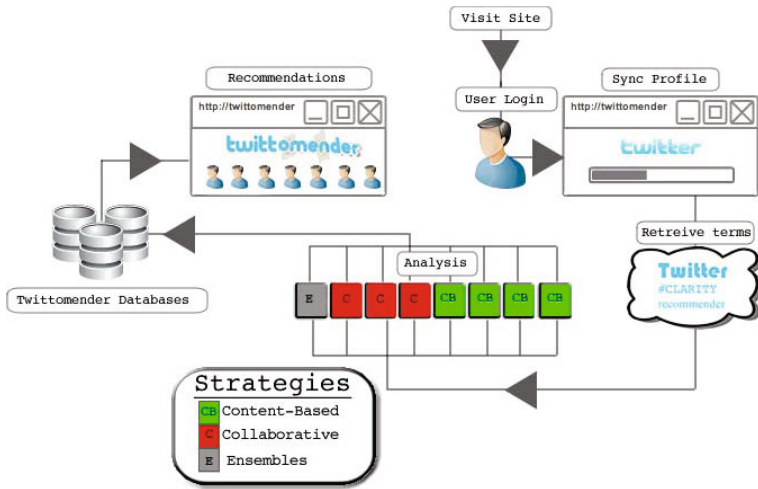 Visit Site
Recommendations
Sync Profile
http://twittomender
User Login
http://twittomender
twittomender
twitter
Retreive terms
Analysis
Twitter
#CLARITY
recommender
E C C C CB CB CB CB
Twittomender Databases
Strategies
CB Content-Based
C Collaborative
E Ensembles